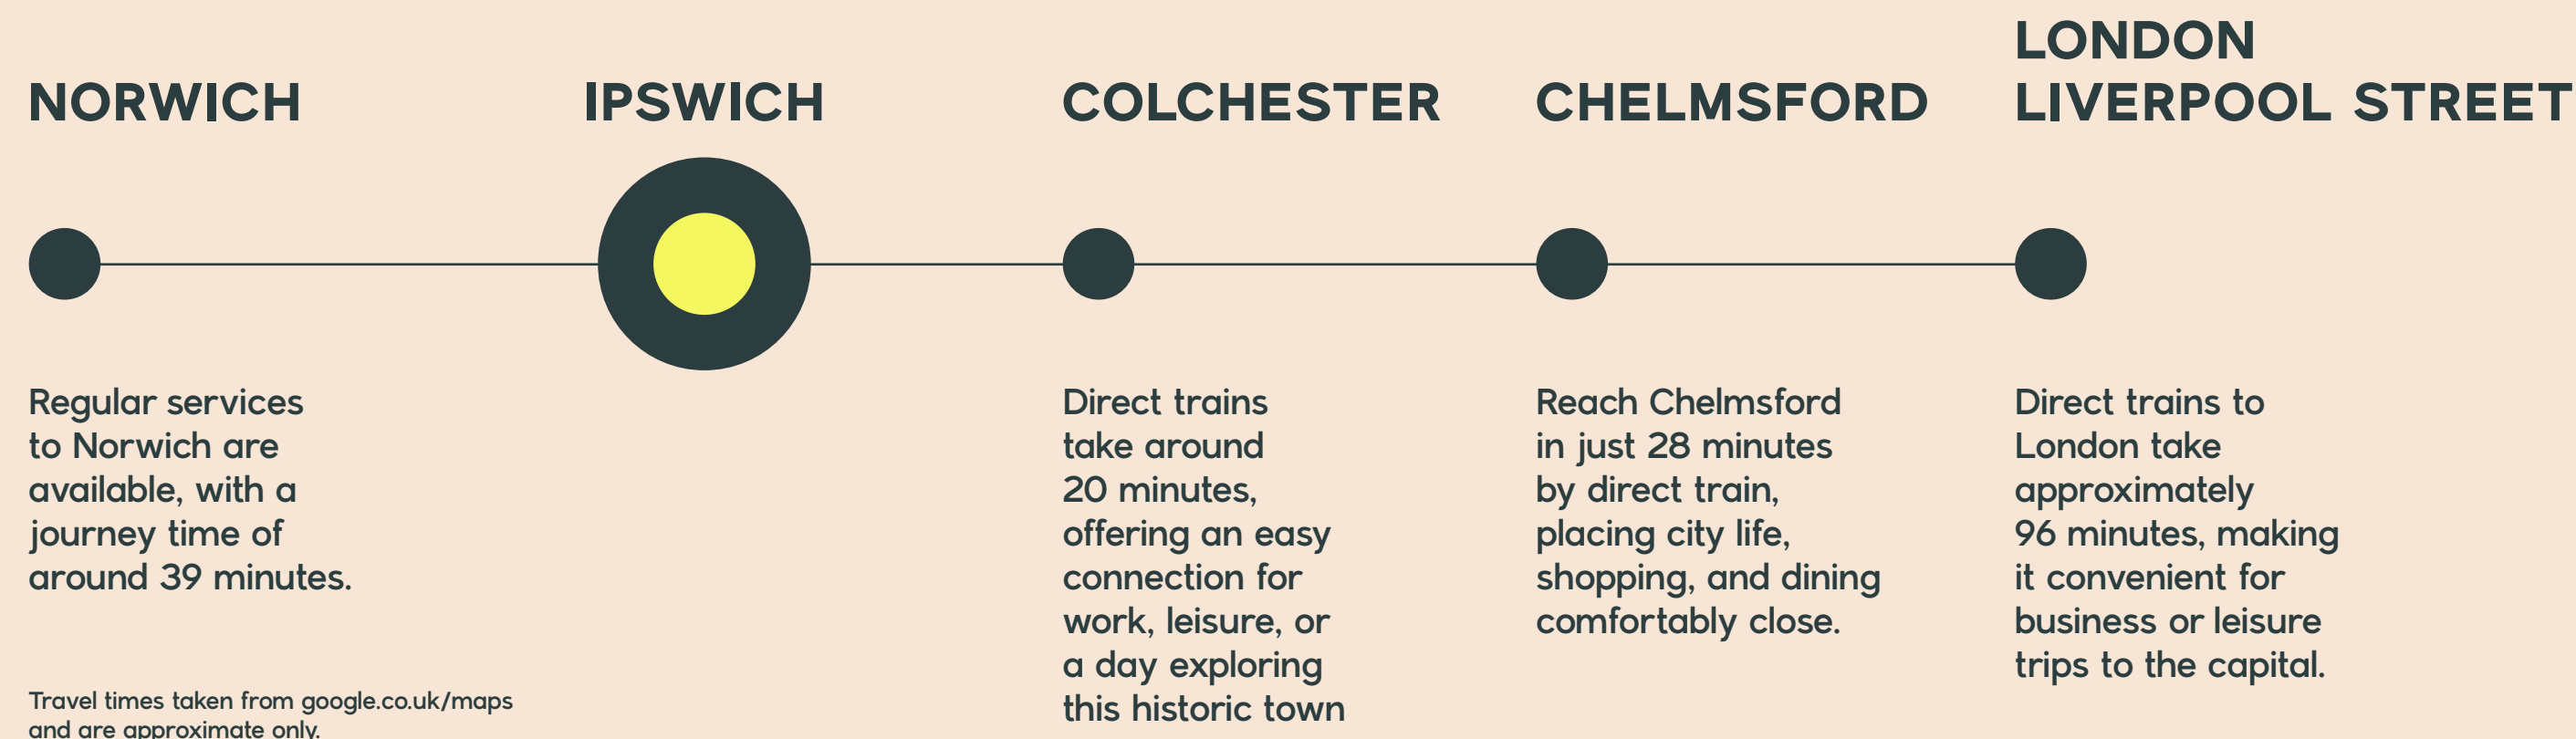 NORWICH
IPSWICH
COLCHESTER
CHELMSFORD
LONDON
LIVERPOOL STREET
Regular services
to Norwich are
available, with a
journey time of
around 39 minutes.
Direct trains
take around
20 minutes,
offering an easy
connection for
work, leisure, or
a day exploring
this historic town
Reach Chelmsford
in just 28 minutes
by direct train,
placing city life,
shopping, and dining
comfortably close.
Direct trains to
London take
approximately
96 minutes, making
it convenient for
business or leisure
trips to the capital.
Travel times taken from google.co.uk/maps
and are approximate only.